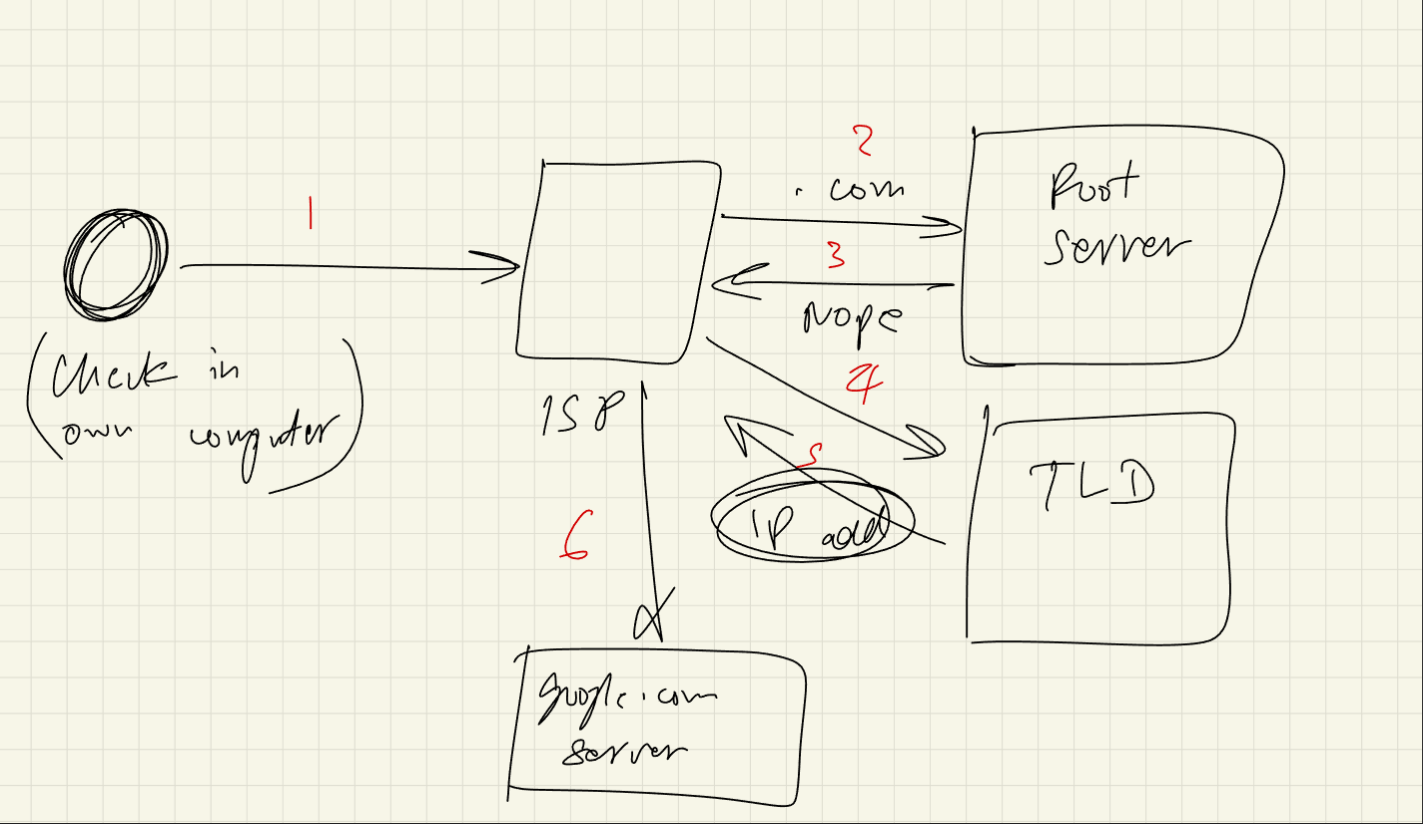 1
2
. com
Root
server
3
Nope
(Check in
own computer)
ISP
4
5
IP add
TLD
6
google.com
server